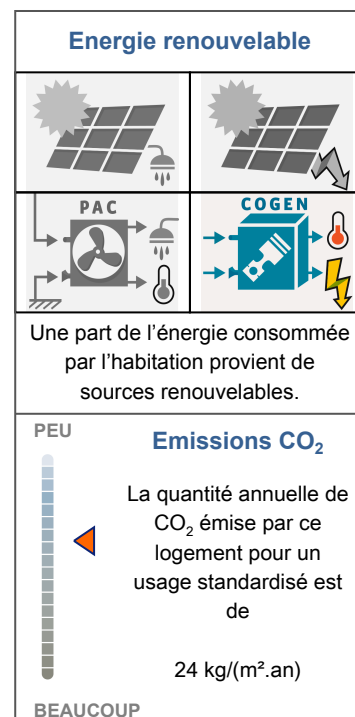 Energie renouvelable
PAC
COGEN
Une part de l’énergie consommée
par l’habitation provient de
sources renouvelables.
PEU
Emissions CO₂
La quantité annuelle de
CO₂ émise par ce
logement pour un
usage standardisé est
de
24 kg/(m².an)
BEAUCOUP